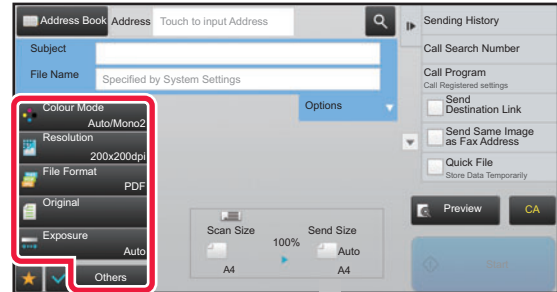 Address Book
Address
Touch to input Address
Subject
File Name
Specified by System Settings
Options
Colour Mode
Auto/Mono2
Resolution
200x200dpi
File Format
PDF
Original
Exposure
Auto
Others
Scan Size
A4
100%
Send Size
Auto
A4
Sending History
Call Search Number
Call Program
Call Registered settings
Send
Destination Link
Send Same Image
as Fax Address
Quick File
Store Data Temporarily
Preview
CA
Start